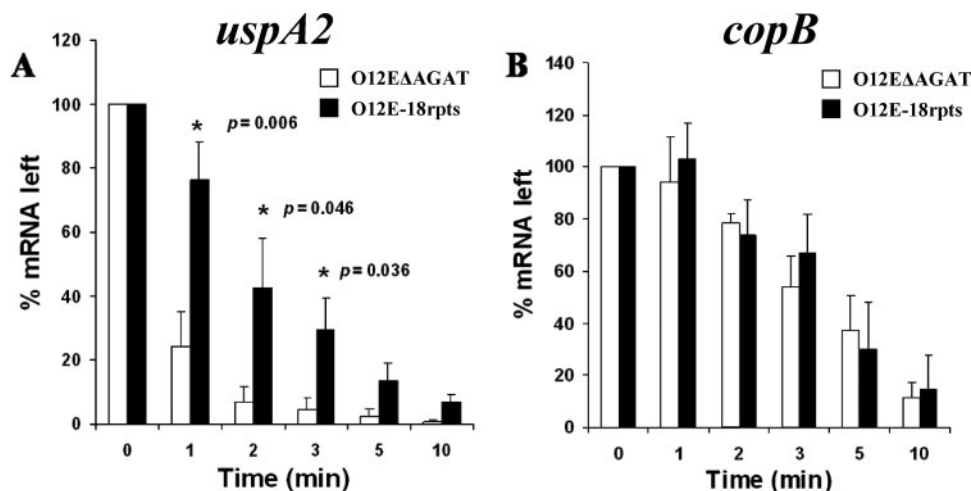 uspA2
A
O12EΔAGAT
O12E-18rpts
% mRNA left
120
100
80
60
40
20
0
* p = 0.006
* p = 0.046
* p = 0.036
0 1 2 3 5 10
Time (min)
copB
B
O12EΔAGAT
O12E-18rpts
% mRNA left
140
120
100
80
60
40
20
0
0 1 2 3 5 10
Time (min)